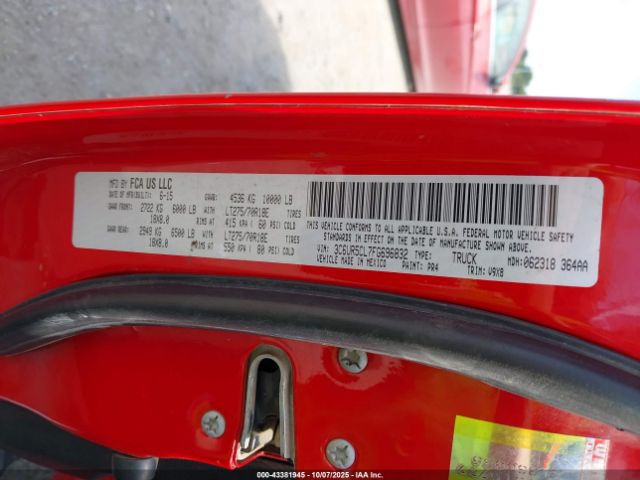 MFD BY FCA US LLC
DATE OF MFR(BUILT): 6-15 GVWR: 4536 KG 10000 LB
GAWR FRONT: 2722 KG 6000 LB WITH LT275/70R18E TIRES
18X8.0 RIMS AT 415 KPA ( 60 PSI) COLD
GAWR REAR: 2949 KG 6500 LB WITH LT275/70R18E TIRES
18X8.0 RIMS AT 550 KPA ( 80 PSI) COLD
THIS VEHICLE CONFORMS TO ALL APPLICABLE U.S.A. FEDERAL MOTOR VEHICLE SAFETY STANDARDS IN EFFECT ON THE DATE OF MANUFACTURE SHOWN ABOVE.
VIN: 3C6UR5CL7FG696032 TYPE: TRUCK MDH: 062318 364AA
VEHICLE MADE IN MEXICO PAINT: PR4 TRIM: V9X8
© 2025 IAA, LLC
000-43381945 10/07/2025